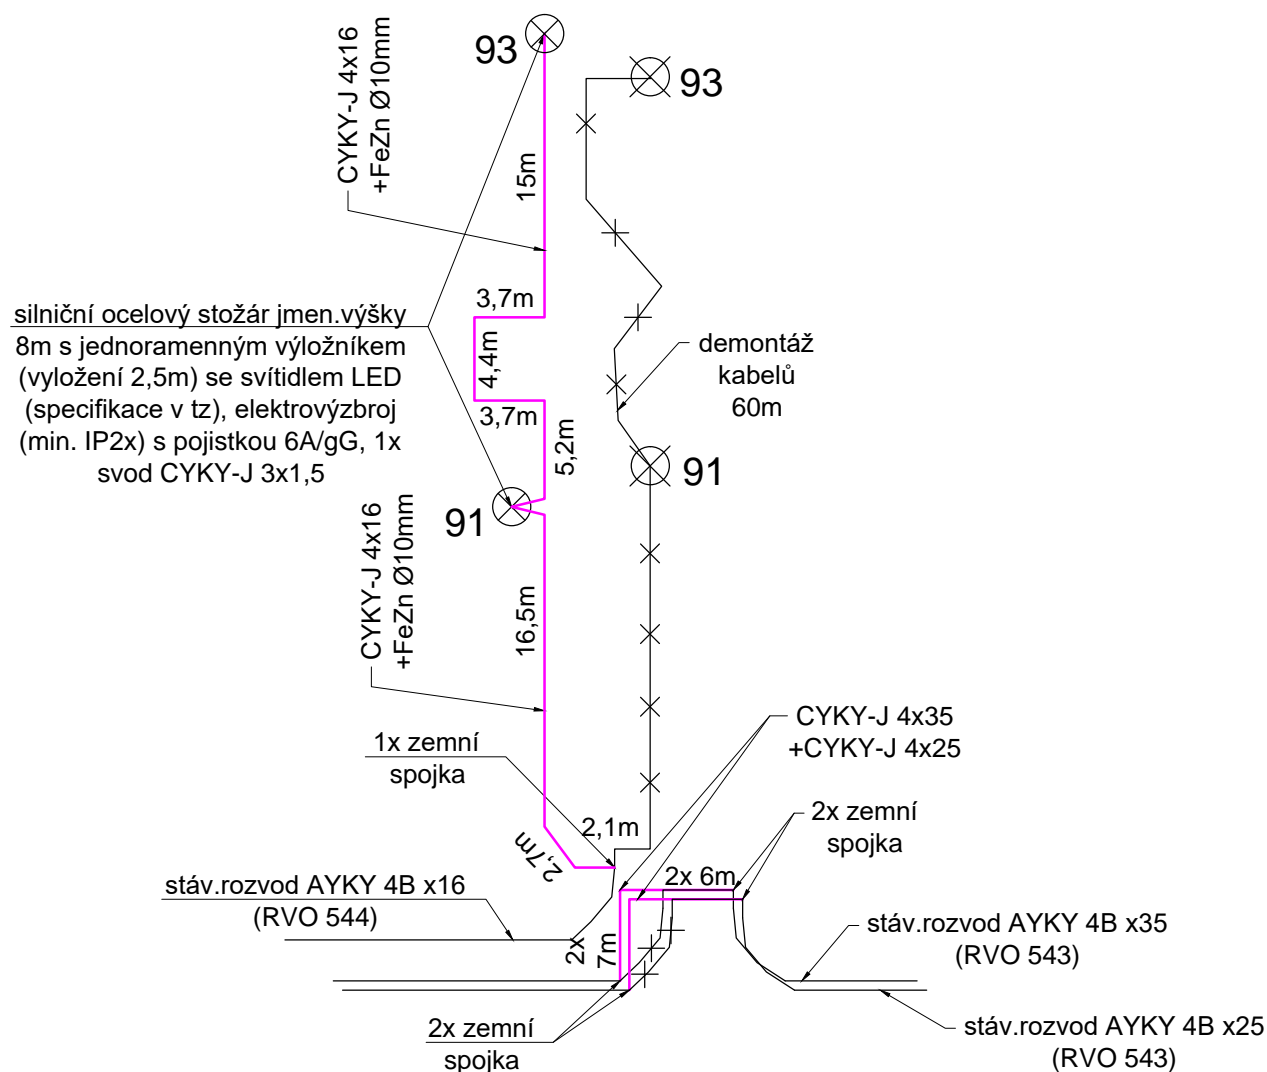 93
93
CYKY-J 4x16
+FeZn Ø10mm
15m
3,7m
4,4m
3,7m
5,2m
silniční ocelový stožár jmen.výšky
8m s jednoramenným výložníkem
(vyložení 2,5m) se svítidlem LED
(specifikace v tz), elektrovýzbroj
(min. IP2x) s pojistkou 6A/gG, 1x
svod CYKY-J 3x1,5
demontáž
kabelů
60m
91
91
CYKY-J 4x16
+FeZn Ø10mm
16,5m
CYKY-J 4x35
+CYKY-J 4x25
1x zemní
spojka
2,1m
2,7m
2x zemní
spojka
2x 6m
stáv.rozvod AYKY 4B x16
(RVO 544)
2x
7m
stáv.rozvod AYKY 4B x35
(RVO 543)
2x zemní
spojka
stáv.rozvod AYKY 4B x25
(RVO 543)